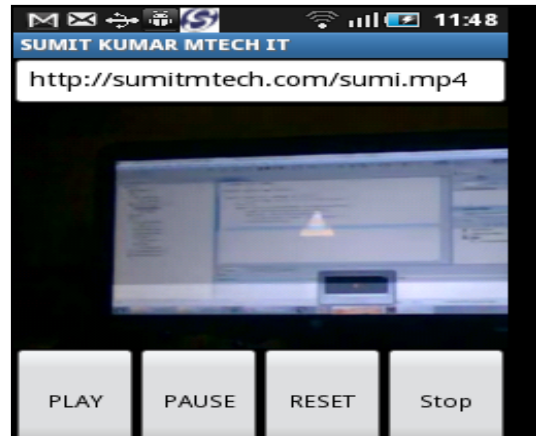 11:48
SUMIT KUMAR MTECH IT
http://sumitmtech.com/sumi.mp4
PLAY PAUSE RESET Stop